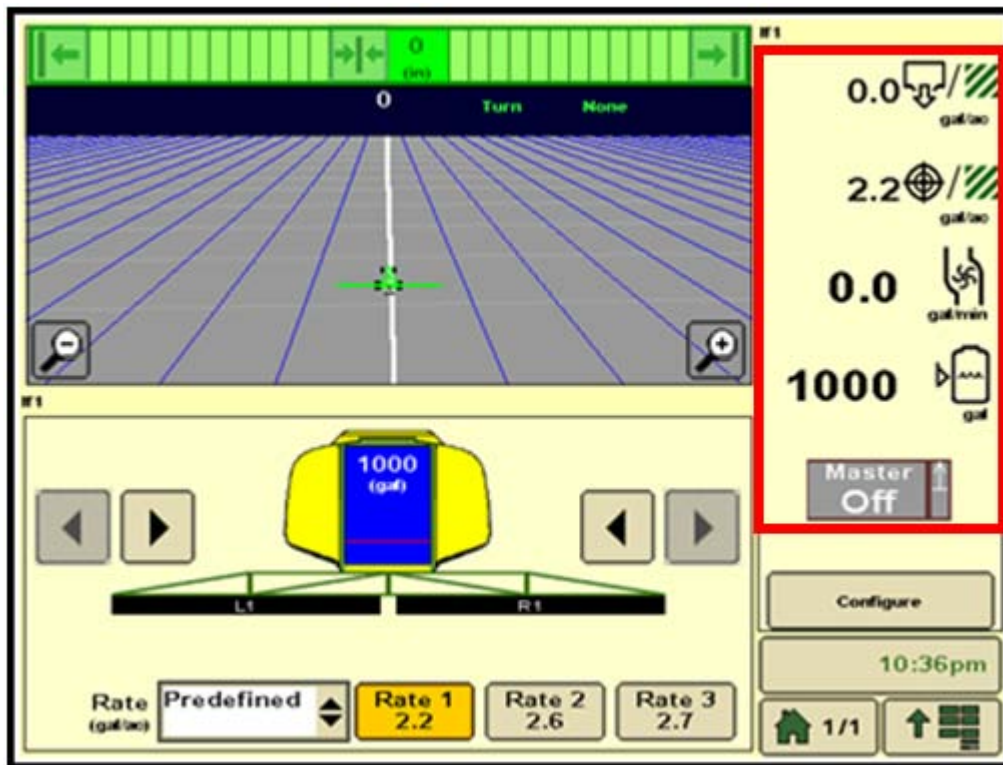 0
(in)
0
Turn
None
lf1
1000
(gal)
L1
R1
Rate
(gal/ac)
Predefined
Rate 1
2.2
Rate 2
2.6
Rate 3
2.7
lf1
0.0
gal/ac
2.2
gal/ac
0.0
gal/min
1000
gal
Master
Off
Configure
10:36pm
1/1